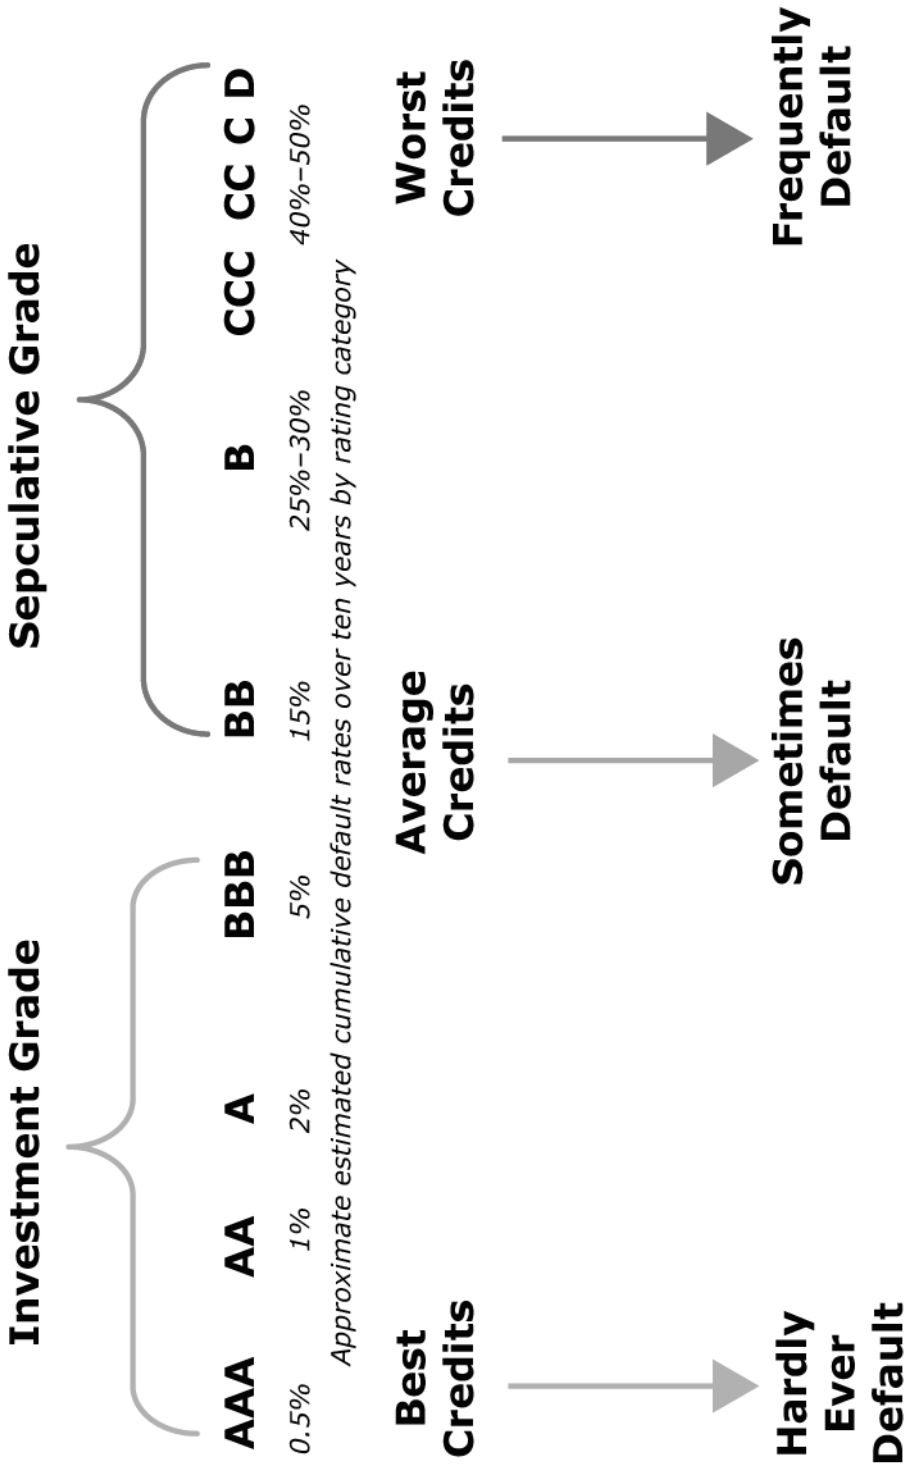 Investment Grade
Sepculative Grade
AAA AA A BBB BB B CCC CC C D
0.5% 1% 2% 5% 15% 25%–30% 40%–50%
Approximate estimated cumulative default rates over ten years by rating category
Best
Credits
Average
Credits
Worst
Credits
Hardly
Ever
Default
Sometimes
Default
Frequently
Default